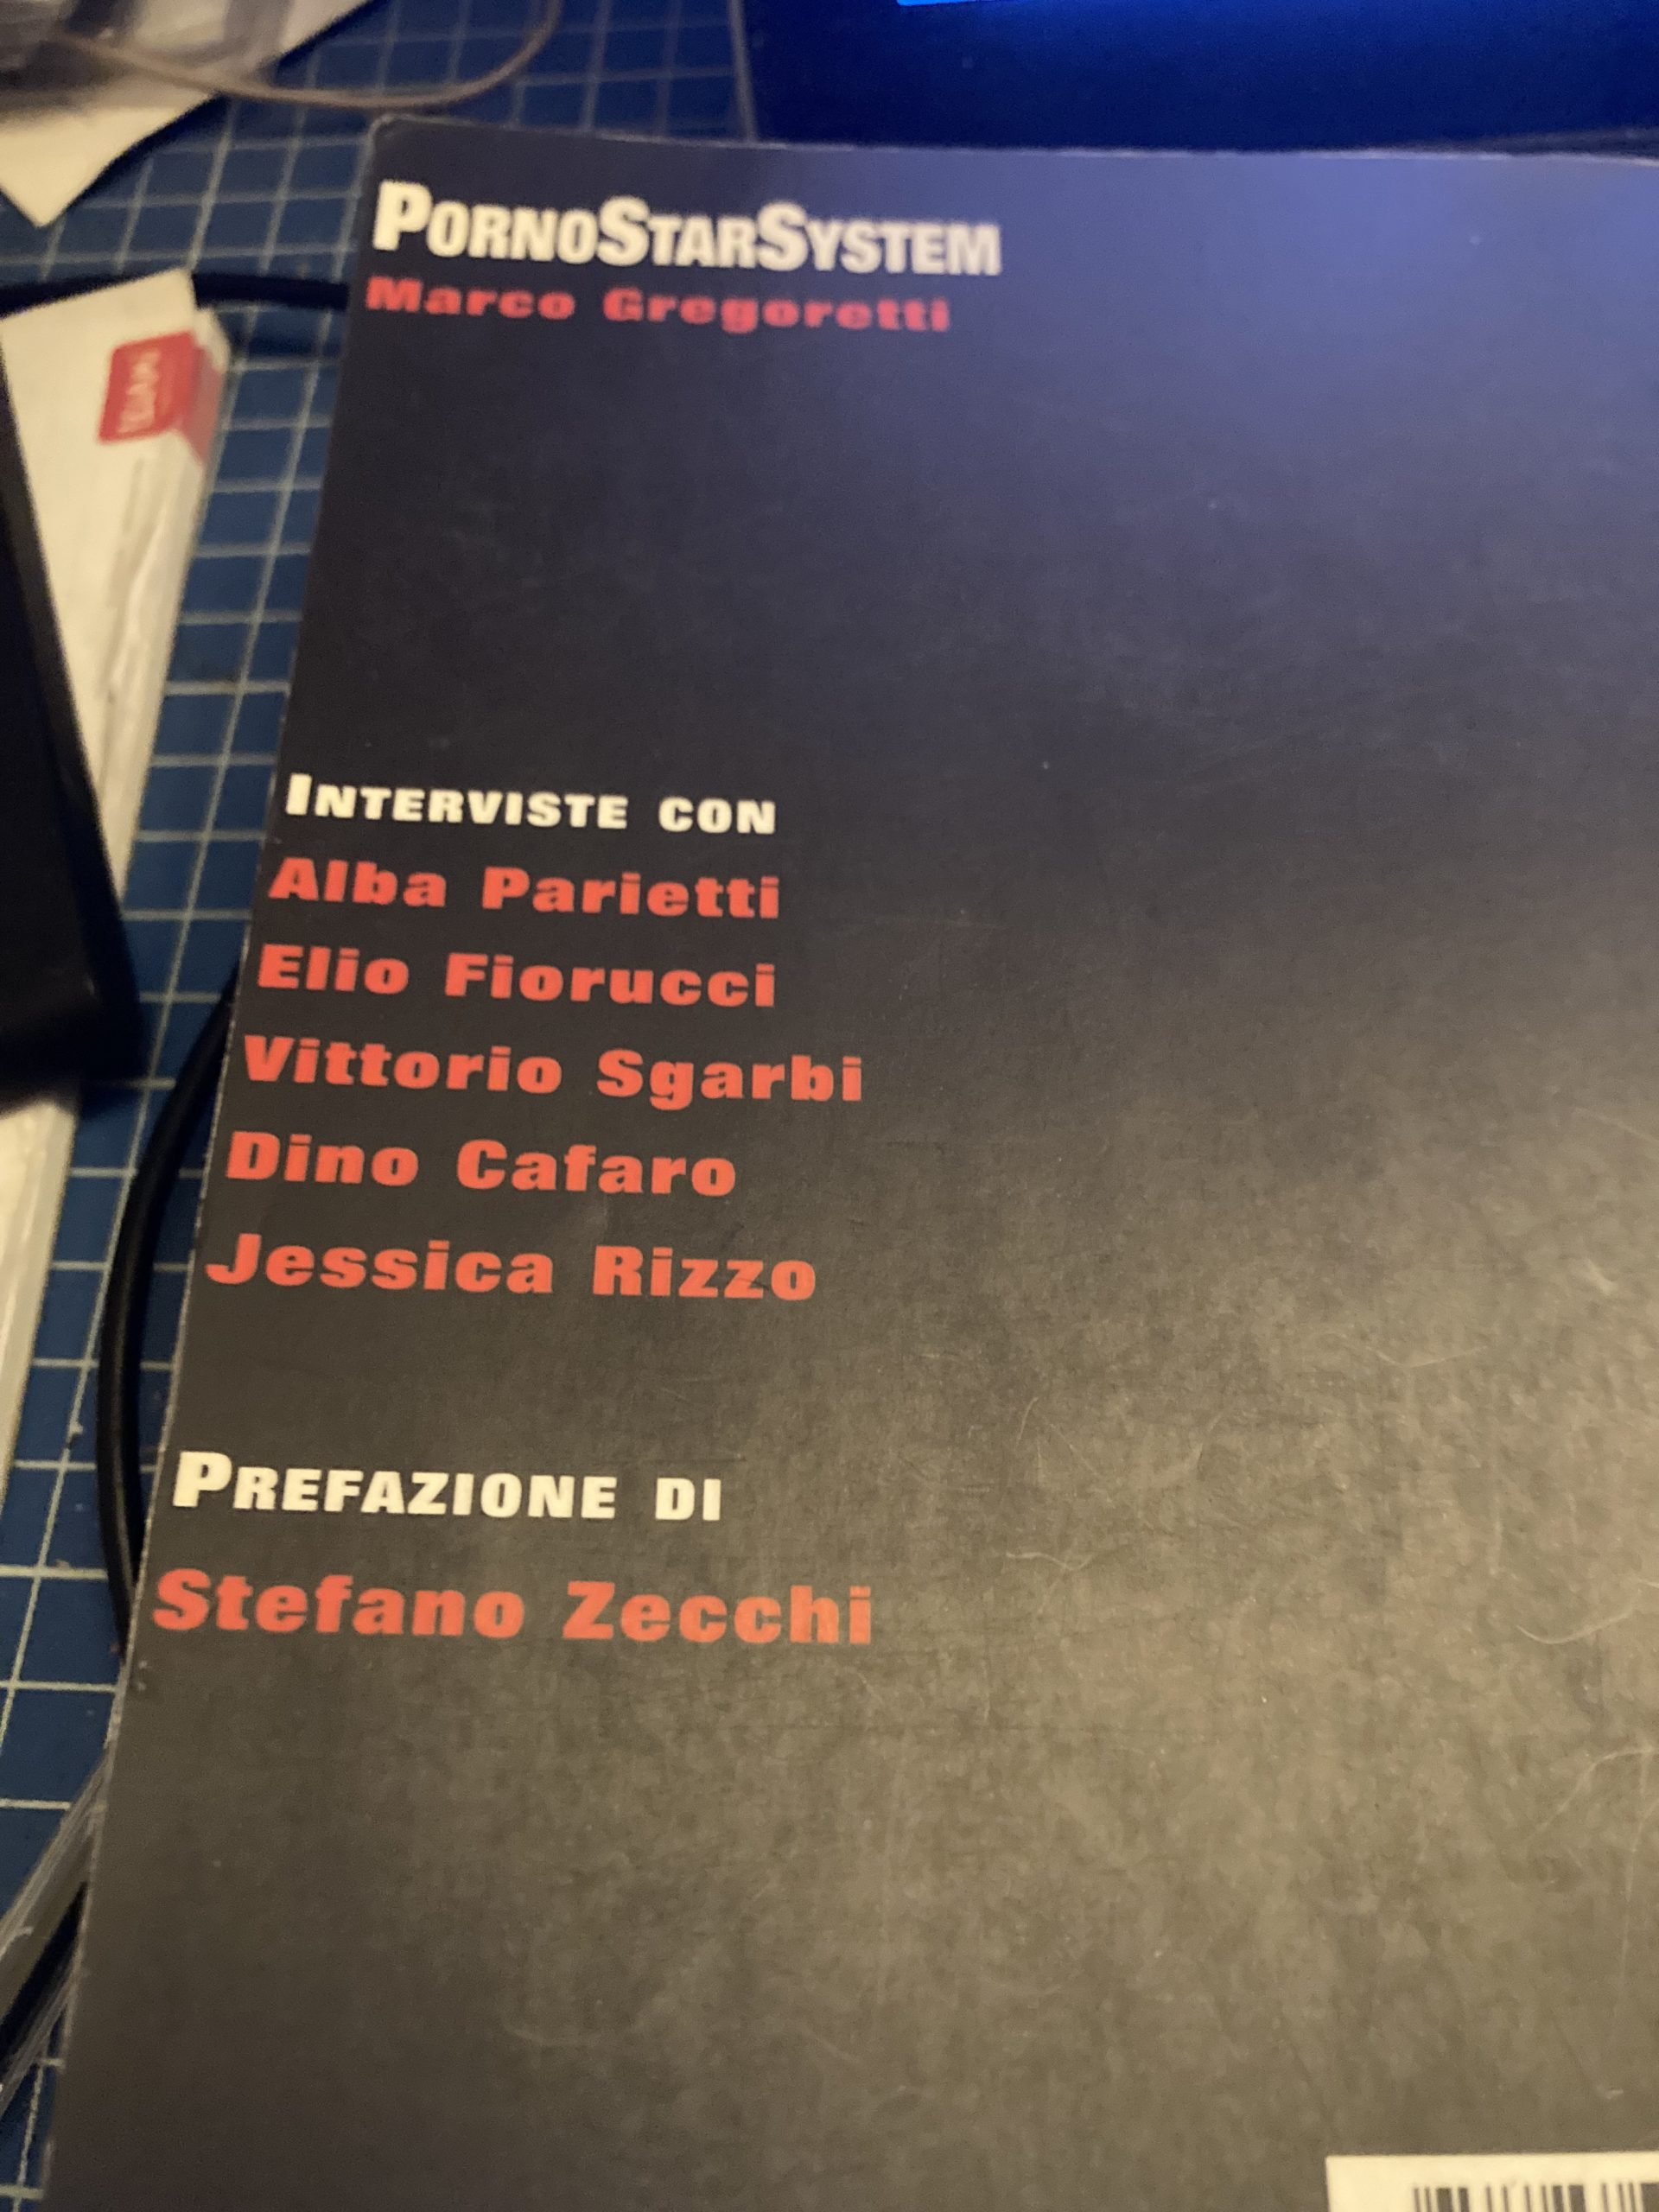 PornoStarSystem
Marco Gregoretti
Interviste con
Alba Parietti
Elio Fiorucci
Vittorio Sgarbi
Dino Cafaro
Jessica Rizzo
Prefazione di
Stefano Zecchi